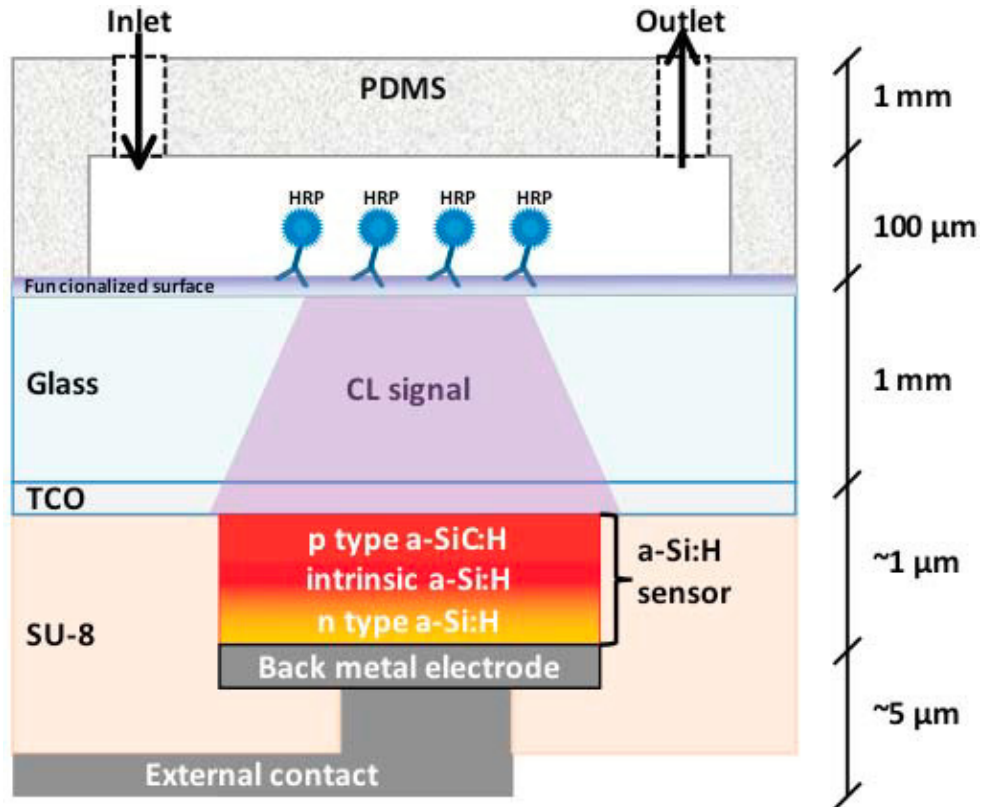 Inlet
Outlet
PDMS
1 mm
HRP
HRP
HRP
HRP
100 µm
Funcionalized surface
Glass
CL signal
1 mm
TCO
p type a-SiC:H
intrinsic a-Si:H
n type a-Si:H
a-Si:H
sensor
~1 µm
SU-8
Back metal electrode
~5 µm
External contact